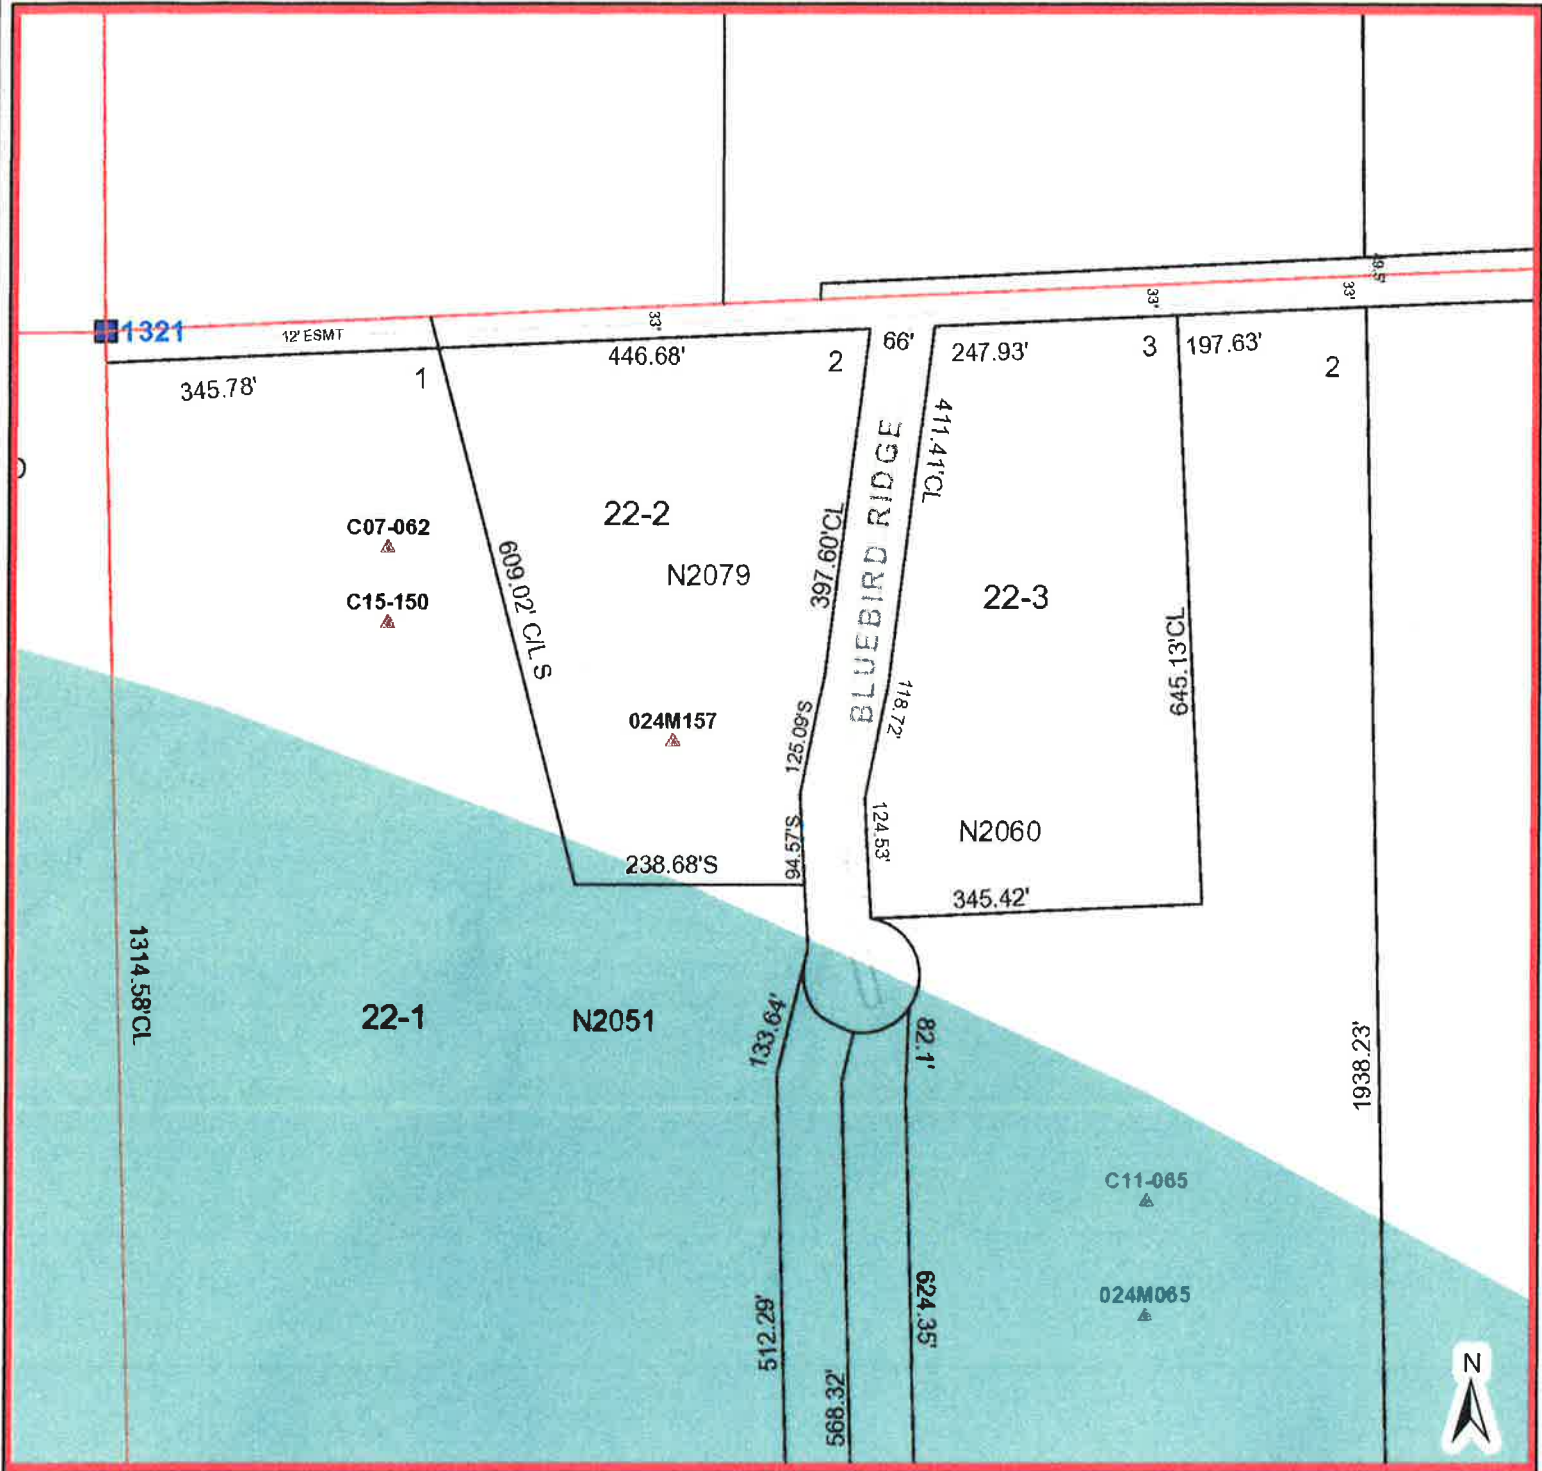 49.5'
33'
33'
33'
1321
12' ESMT
446.68'
2
66'
247.93'
3
197.63'
2
345.78'
1
411.41'CL
BLUEBIRD RIDGE
C07-062
22-2
N2079
397.60'CL
22-3
C15-150
609.02' C/L S
645.13'CL
024M157
125.09'S
118.72'
94.57'S
124.53'
N2060
238.68'S
345.42'
1314.58'CL
22-1
N2051
133.64'
82.1'
1938.23'
C11-065
024M065
512.29'
624.35'
568.32'
N